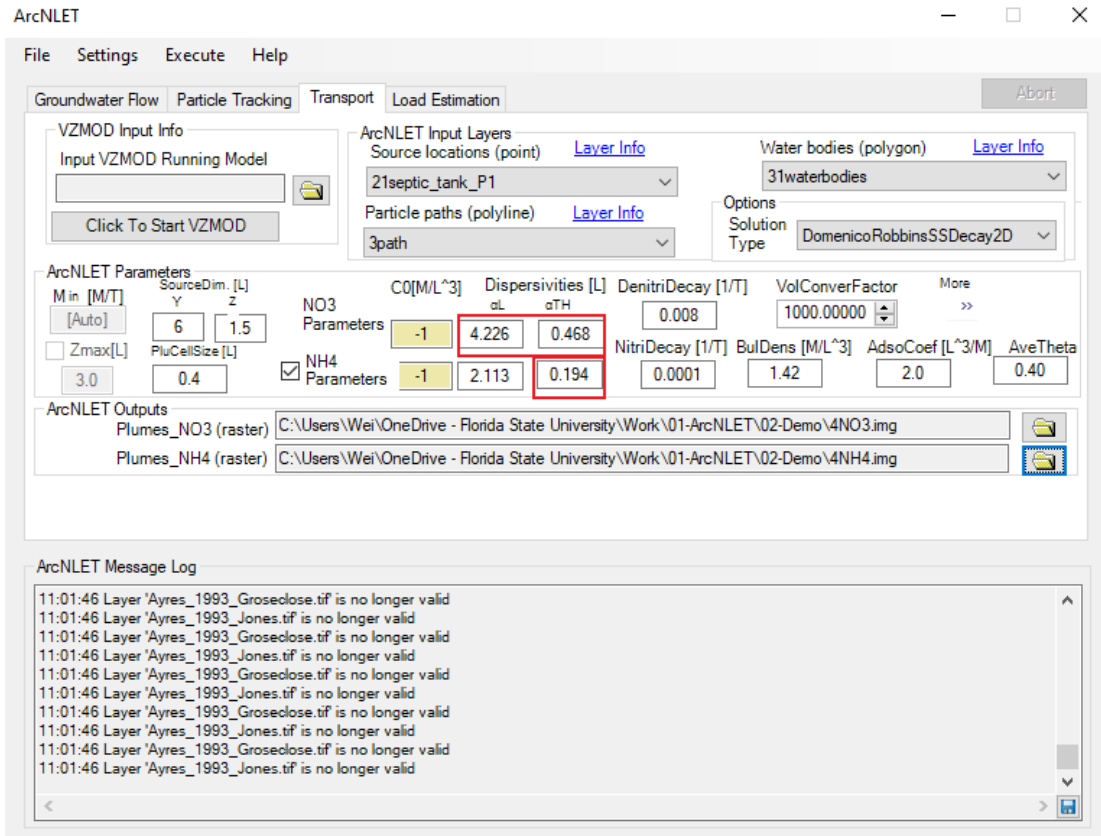 ArcNLET
File Settings Execute Help
Groundwater Flow Particle Tracking Transport Load Estimation Abort
VZMOD Input Info
Input VZMOD Running Model
Click To Start VZMOD
ArcNLET Input Layers
Source locations (point) Layer Info
21septic_tank_P1
Particle paths (polyline) Layer Info
3path
Water bodies (polygon) Layer Info
31waterbodies
Options
Solution
Type
DomenicoRobbinsSSDecay2D
ArcNLET Parameters
Min [M/T]
[Auto]
Zmax[L]
3.0
SourceDim. [L]
Y Z
6 1.5
PluCellSize [L]
0.4
C0[M/L^3] Dispersivities [L] DenitriDecay [1/T] VolConverFactor More
αL αTH
NO3
Parameters -1 4.226 0.468 0.008 1000.00000 >>
NitriDecay [1/T] BulDens [M/L^3] AdsoCoef [L^3/M] AveTheta
NH4
Parameters -1 2.113 0.194 0.0001 1.42 2.0 0.40
ArcNLET Outputs
Plumes_NO3 (raster) C:\Users\Wei\OneDrive - Florida State University\Work\01-ArcNLET\02-Demo\4NO3.img
Plumes_NH4 (raster) C:\Users\Wei\OneDrive - Florida State University\Work\01-ArcNLET\02-Demo\4NH4.img
ArcNLET Message Log
11:01:46 Layer 'Ayres_1993_Groseclose.tif' is no longer valid
11:01:46 Layer 'Ayres_1993_Jones.tif' is no longer valid
11:01:46 Layer 'Ayres_1993_Groseclose.tif' is no longer valid
11:01:46 Layer 'Ayres_1993_Jones.tif' is no longer valid
11:01:46 Layer 'Ayres_1993_Groseclose.tif' is no longer valid
11:01:46 Layer 'Ayres_1993_Jones.tif' is no longer valid
11:01:46 Layer 'Ayres_1993_Groseclose.tif' is no longer valid
11:01:46 Layer 'Ayres_1993_Jones.tif' is no longer valid
11:01:46 Layer 'Ayres_1993_Groseclose.tif' is no longer valid
11:01:46 Layer 'Ayres_1993_Jones.tif' is no longer valid